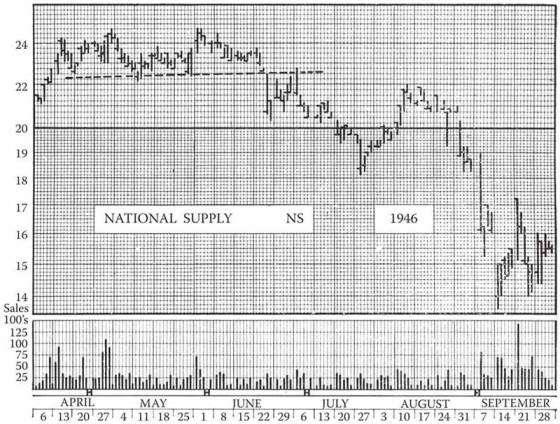 24
22
20
19
18
17
NATIONAL SUPPLY NS 1946
16
15
14
Sales
100's
125
100
75
50
25
APRIL MAY JUNE JULY AUGUST SEPTEMBER
6 13 20 27 4 11 18 25 1 8 15 22 29 6 13 20 27 3 10 17 24 31 7 14 21 28